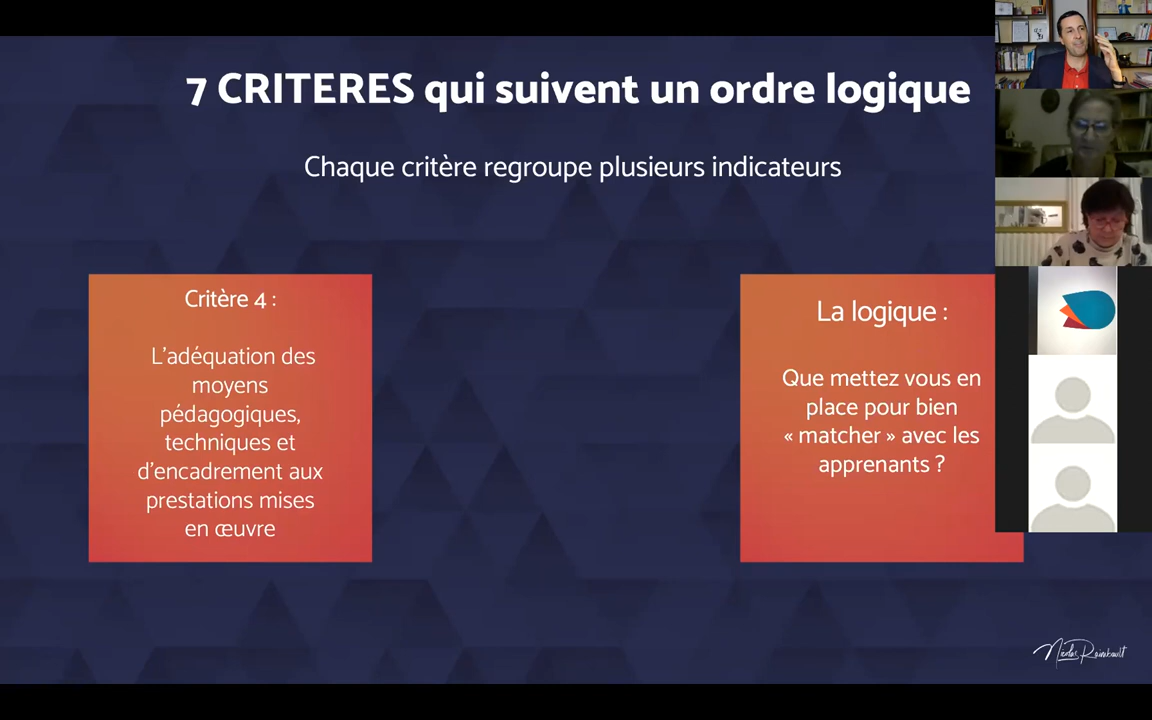 7 CRITERES qui suivent un ordre logique
Chaque critère regroupe plusieurs indicateurs
Critère 4 :
L'adéquation des
moyens
pédagogiques,
techniques et
d'encadrement aux
prestations mises
en œuvre
La logique :
Que mettez vous en
place pour bien
« matcher » avec les
apprenants ?
Nicolas Raimbault